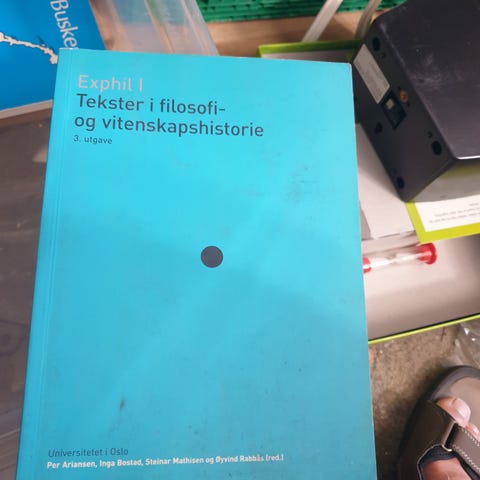 Buske
Exphil I
Tekster i filosofi-
og vitenskapshistorie
3. utgave
Universitetet i Oslo
Per Ariansen, Inga Bostad, Steinar Mathisen og Øyvind Rabbås (red.)